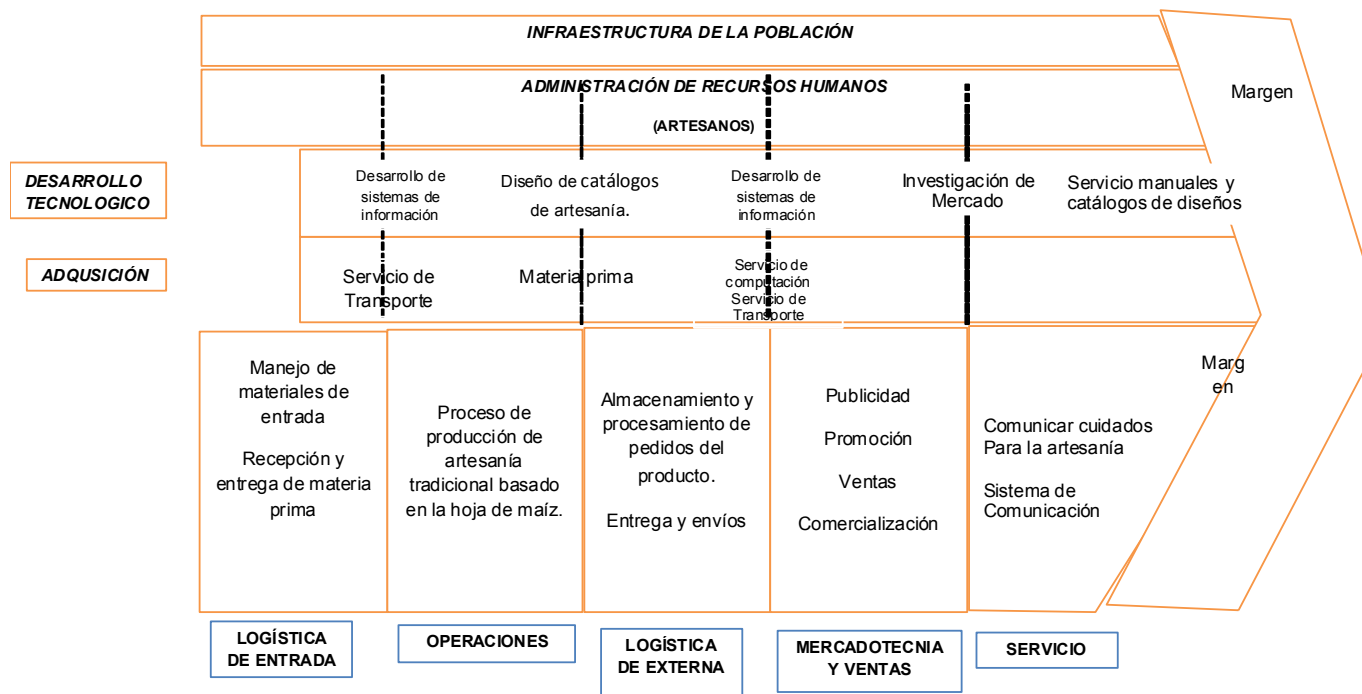 INFRAESTRUCTURA DE LA POBLACIÓN
ADMINISTRACIÓN DE RECURSOS HUMANOS
(ARTESANOS)
Margen
DESARROLLO
TECNOLOGICO
Desarrollo de
sistemas de
información
Diseño de catálogos
de artesanía.
Desarrollo de
sistemas de
información
Investigación de
Mercado
Servicio manuales y
catálogos de diseños
ADQUSICIÓN
Servicio de
Transporte
Materia prima
Servicio de
computación
Servicio de
Transporte
Marg
en
Manejo de
materiales de
entrada
Recepción y
entrega de materia
prima
Proceso de
producción de
artesanía
tradicional basado
en la hoja de maíz.
Almacenamiento y
procesamiento de
pedidos del
producto.
Entrega y envíos
Publicidad
Promoción
Ventas
Comercialización
Comunicar cuidados
Para la artesanía
Sistema de
Comunicación
LOGÍSTICA
DE ENTRADA
OPERACIONES
LOGÍSTICA
DE EXTERNA
MERCADOTECNIA
Y VENTAS
SERVICIO